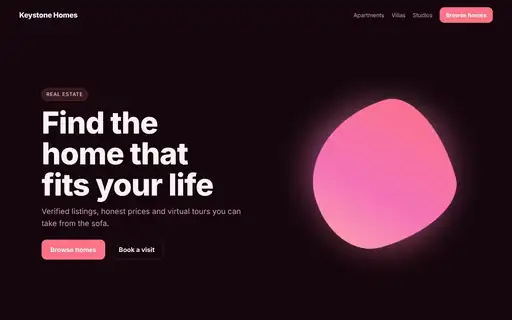 Keystone Homes
Apartments Villas Studios Browse homes
REAL ESTATE
Find the
home that
fits your life
Verified listings, honest prices and virtual tours you can
take from the sofa.
Browse homes Book a visit